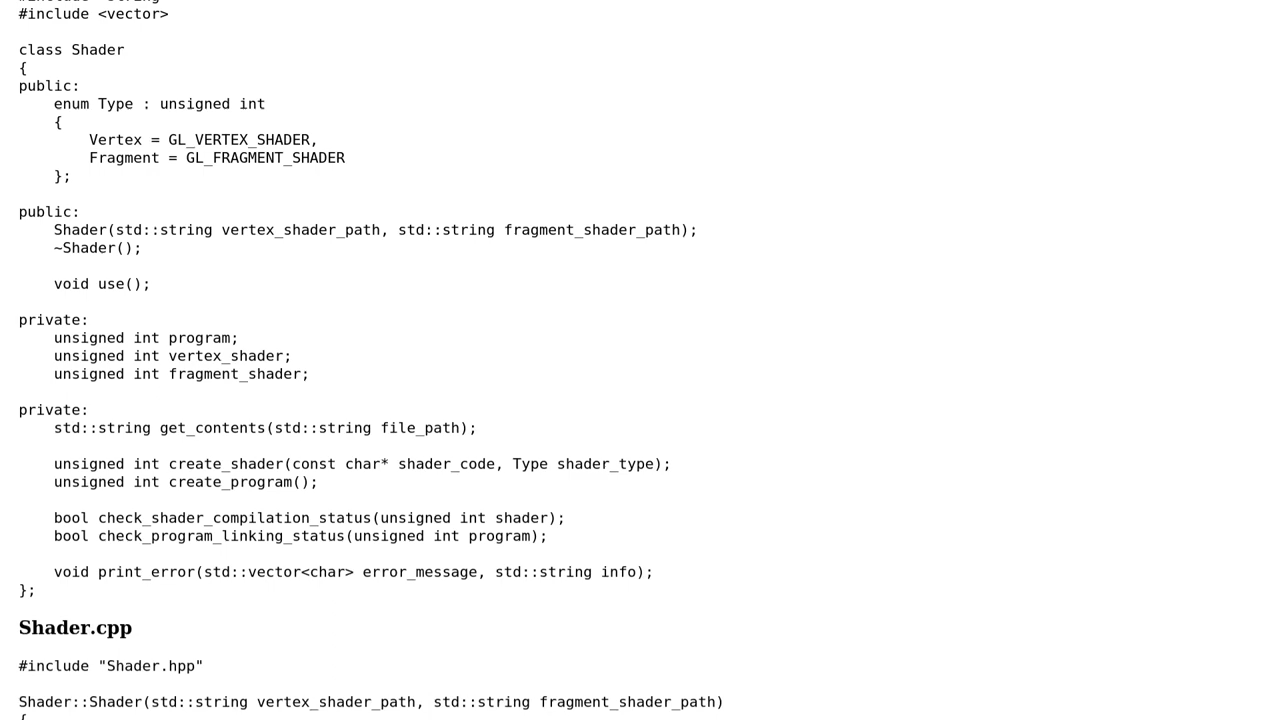 #include <vector>
class Shader
{
public:
enum Type : unsigned int
{
Vertex = GL_VERTEX_SHADER,
Fragment = GL_FRAGMENT_SHADER
};
public:
Shader(std::string vertex_shader_path, std::string fragment_shader_path);
~Shader();
void use();
private:
unsigned int program;
unsigned int vertex_shader;
unsigned int fragment_shader;
private:
std::string get_contents(std::string file_path);
unsigned int create_shader(const char* shader_code, Type shader_type);
unsigned int create_program();
bool check_shader_compilation_status(unsigned int shader);
bool check_program_linking_status(unsigned int program);
void print_error(std::vector<char> error_message, std::string info);
};
Shader.cpp
#include "Shader.hpp"
Shader::Shader(std::string vertex_shader_path, std::string fragment_shader_path)
{